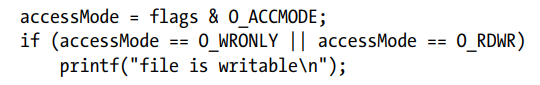 accessMode = flags & O_ACCMODE;
if (accessMode == O_WRONLY || accessMode == O_RDWR)
    printf("file is writable\n");